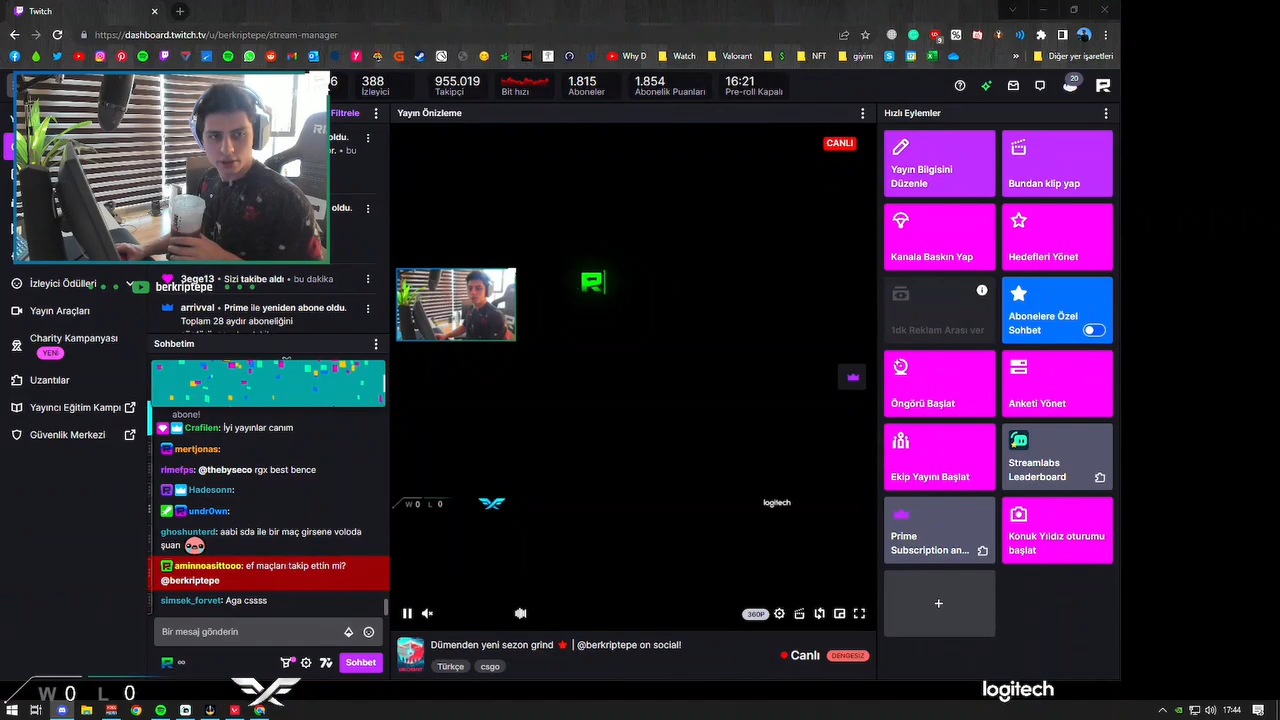 Twitch
https://dashboard.twitch.tv/u/berkriptepe/stream-manager
Why D
Watch
Valorant
$
NFT
giyim
Diğer yer işaretleri
388
İzleyici
955.019
Takipçi
Bit hızı
1.815
Aboneler
1.854
Abonelik Puanları
16:21
Pre-roll Kapalı
20
Filtrele
Yayın Önizleme
Hızlı Eylemler
oldu.
bu
oldu.
CANLI
3ege13 • Sizi takibe aldı • bu dakika
berkriptepe
arrivval • Prime ile yeniden abone oldu.
Toplam 28 aydır aboneliğini
İzleyici Ödülleri
Yayın Araçları
Charity Kampanyası
YENİ
Uzantılar
Yayıncı Eğitim Kampı
Güvenlik Merkezi
Sohbetim
abone!
Crafilen: İyi yayınlar canım
mertjonas:
rimefps: @thebyseco rgx best bence
Hadesonn:
undr0wn:
ghoshunterd: aabi sda ile bir maç girsene voloda
şuan
aminnoasittooo: ef maçları takip ettin mi?
@berkriptepe
simsek_forvet: Aga cssss
Bir mesaj gönderin
∞
Sohbet
W 0 L 0
logitech
360P
Dümenden yeni sezon grind | @berkriptepe on social!
Türkçe
csgo
Canlı
DENGESİZ
Yayın Bilgisini
Düzenle
Bundan klip yap
Kanala Baskın Yap
Hedefleri Yönet
1dk Reklam Arası ver
Abonelere Özel
Sohbet
Öngörü Başlat
Anketi Yönet
Ekip Yayını Başlat
Streamlabs
Leaderboard
Prime
Subscription an...
Konuk Yıldız oturumu
başlat
+
W 0 L 0
logitech
17:44